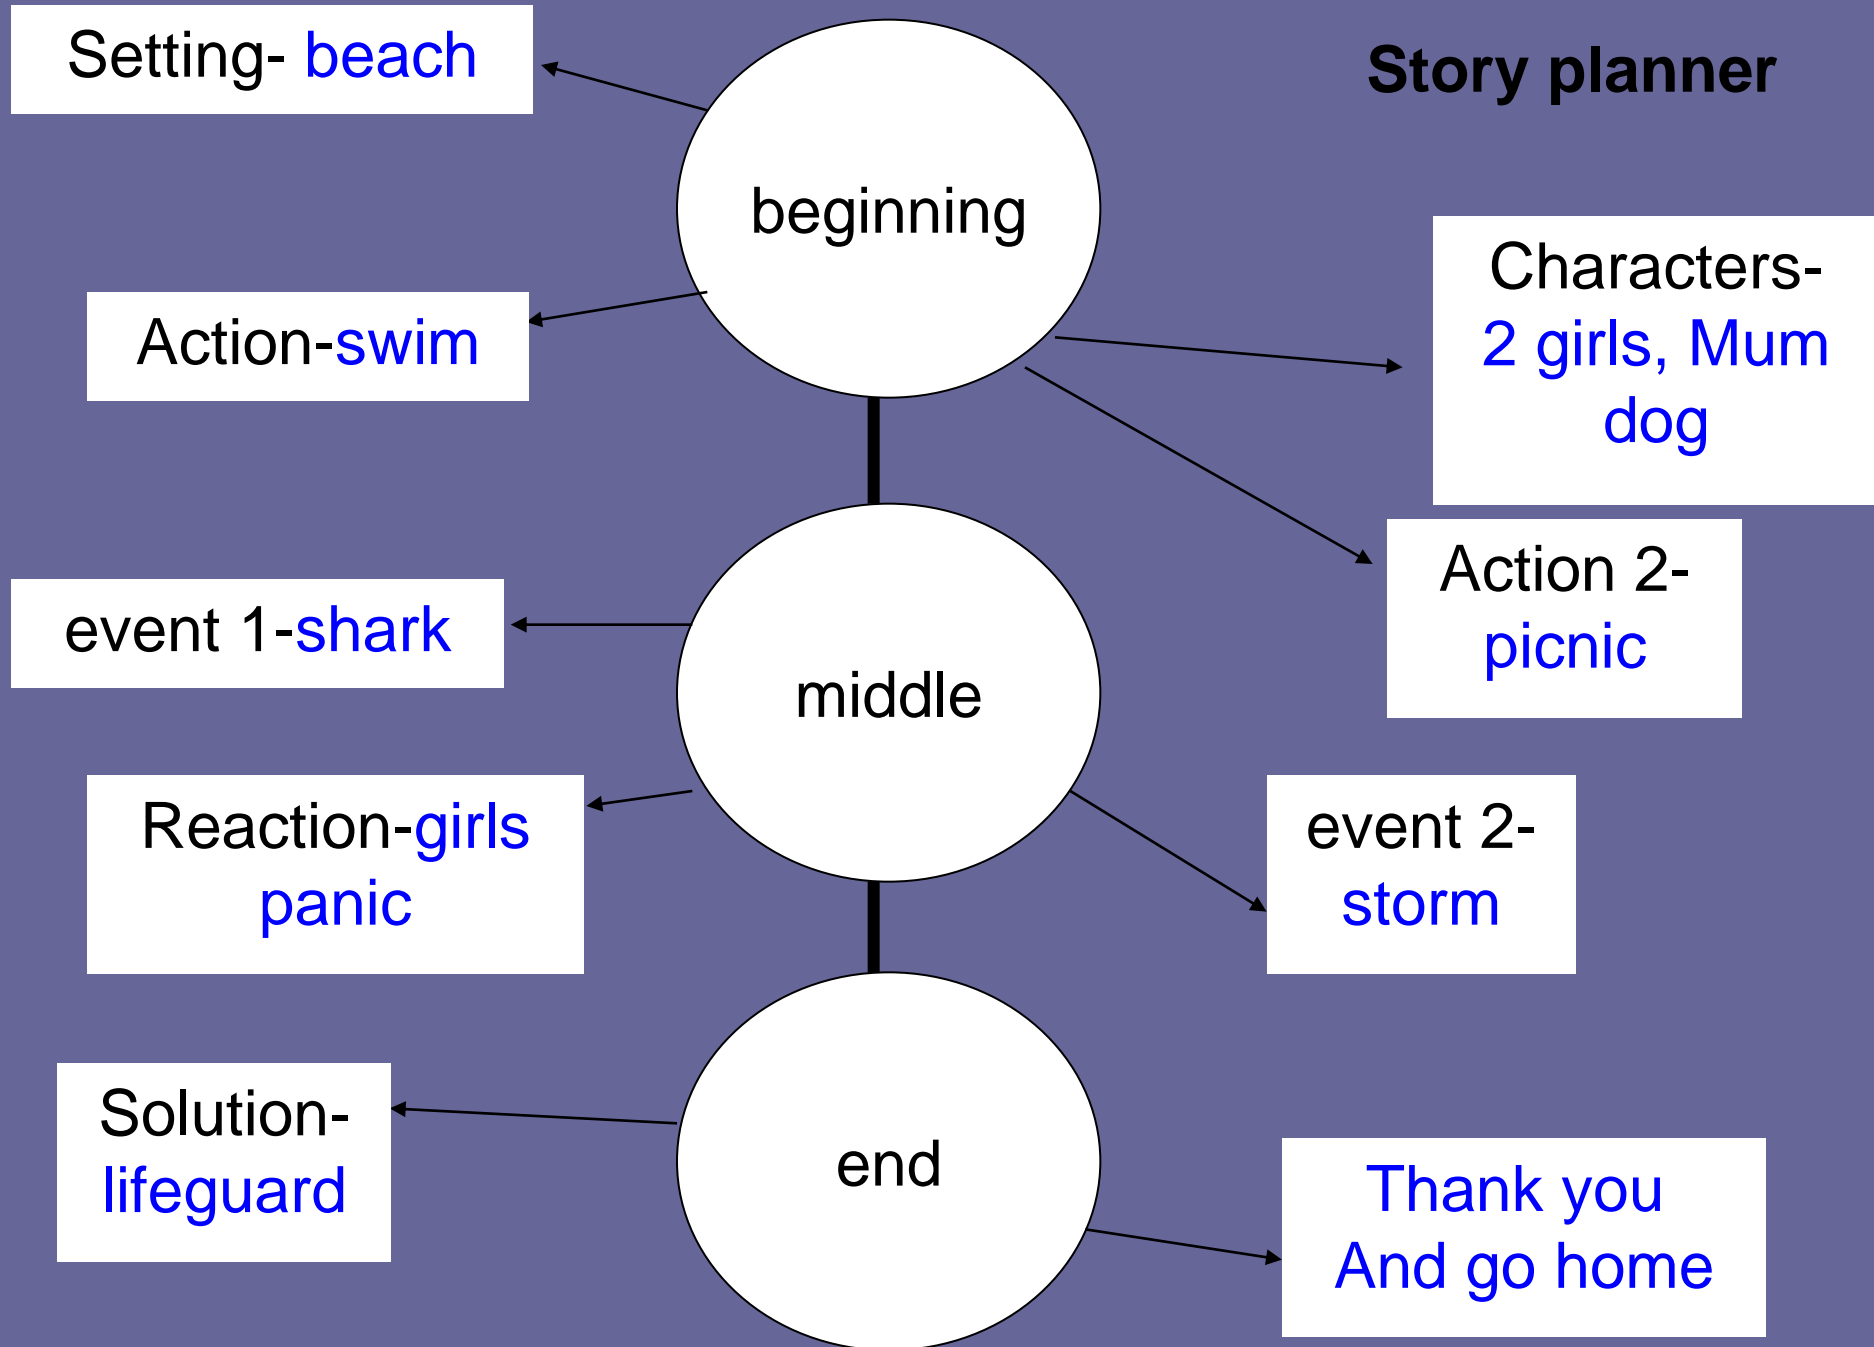 Story planner
Setting- beach
beginning
Action-swim
Characters-
2 girls, Mum
dog
Action 2-
picnic
event 1-shark
middle
Reaction-girls
panic
event 2-
storm
Solution-
lifeguard
end
Thank you
And go home